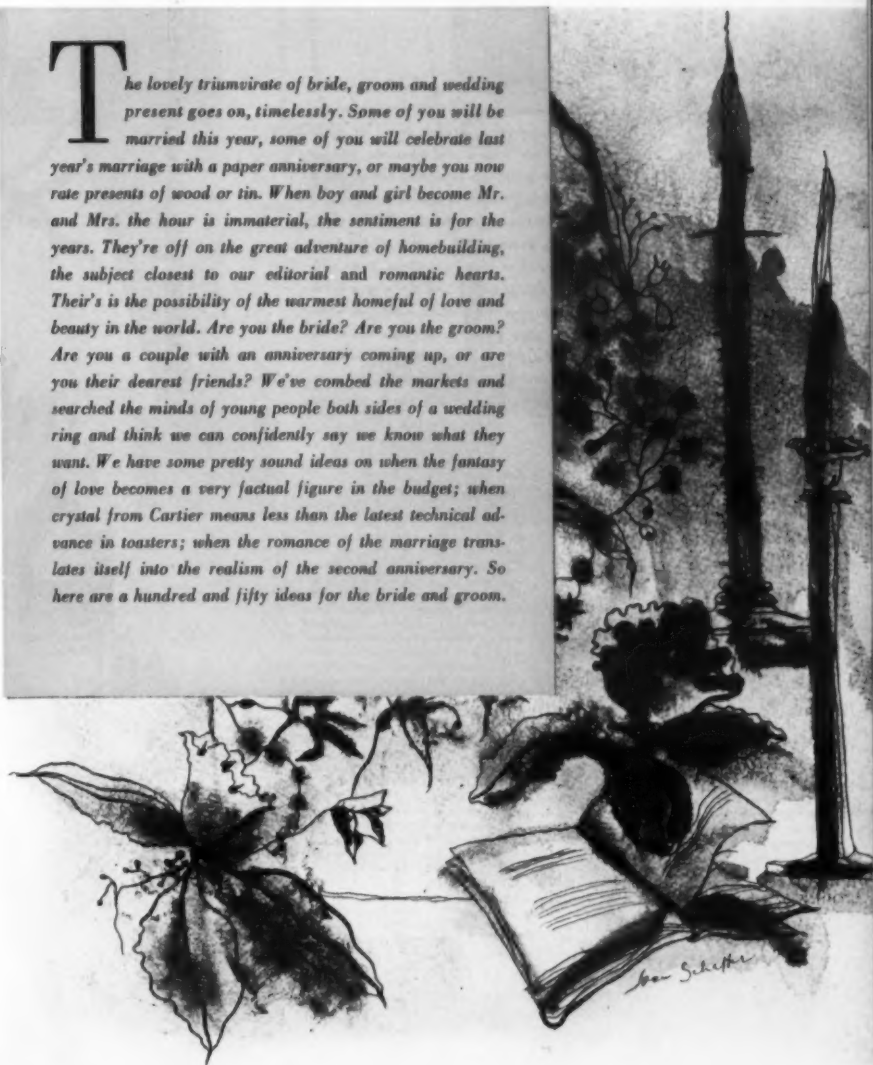 The lovely triumvirate of bride, groom and wedding
present goes on, timelessly. Some of you will be
married this year, some of you will celebrate last
year's marriage with a paper anniversary, or maybe you now
rate presents of wood or tin. When boy and girl become Mr.
and Mrs. the hour is immaterial, the sentiment is for the
years. They're off on the great adventure of homebuilding,
the subject closest to our editorial and romantic hearts.
Their's is the possibility of the warmest homeful of love and
beauty in the world. Are you the bride? Are you the groom?
Are you a couple with an anniversary coming up, or are
you their dearest friends? We've combed the markets and
searched the minds of young people both sides of a wedding
ring and think we can confidently say we know what they
want. We have some pretty sound ideas on when the fantasy
of love becomes a very factual figure in the budget; when
crystal from Cartier means less than the latest technical ad-
vance in toasters; when the romance of the marriage trans-
lates itself into the realism of the second anniversary. So
here are a hundred and fifty ideas for the bride and groom.